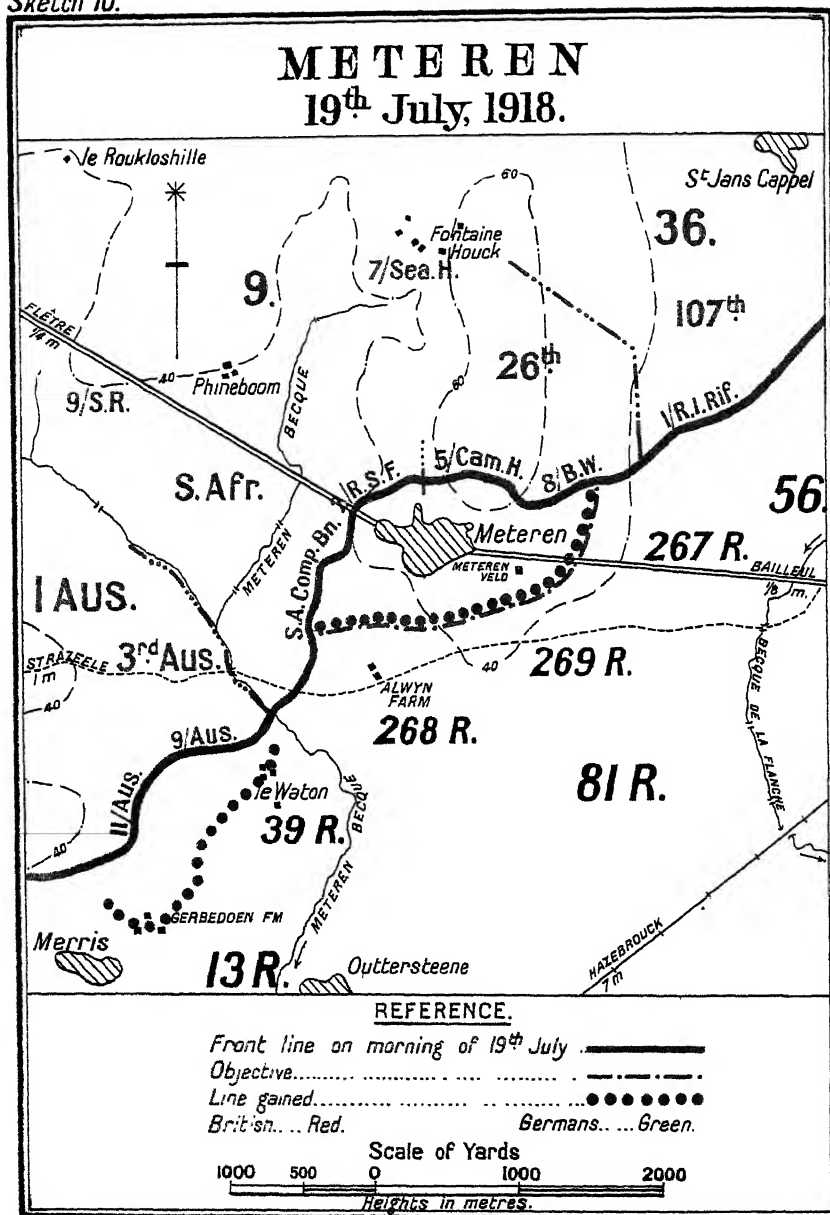 Sketch 10.
METEREN
19th July, 1918.
le Roukloshille
St Jans Cappel
60
Fontaine
Houck
36.
7/Sea.H.
9.
107th
FLÊTRE
¼ m
BECQUE
60
26th
40
Phineboom
9/S.R.
1/R.I.Rif.
5/Cam.H.
8/B.W.
2/R.S.F.
S.Afr.
56.
Meteren
METEREN
267 R.
METEREN
VELD
BAILLEUL
⅛ m.
S.A.Comp.Bn.
1 AUS.
3rd Aus.
STRAZEELE
1 m
40
269 R.
40
ALWYN
FARM
268 R.
BECQUE DE LA FLANCHE
9/Aus.
81 R.
le Waton
11/Aus.
39 R.
40
METEREN BECQUE
GERBEDOEN FM
Merris
13 R.
Outtersteene
HAZEBROUCK
7 m
REFERENCE.
Front line on morning of 19th July
Objective
Line gained
British.... Red. Germans.. ... Green.
Scale of Yards
1000 500 0 1000 2000
Heights in metres.